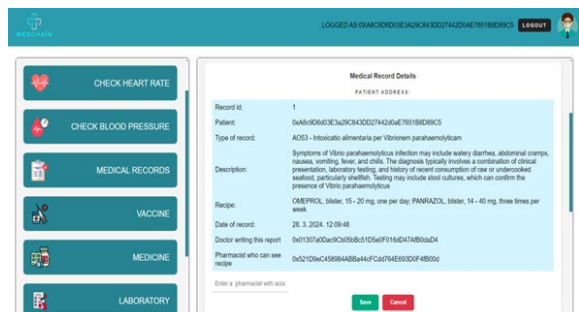 MEDCHAIN
LOGGED AS:
LOGOUT
CHECK HEART RATE
CHECK BLOOD PRESSURE
MEDICAL RECORDS
VACCINE
MEDICINE
LABORATORY
Medical Record Details
PATIENT ADDRESS:
Record id: 1
Patient:
Type of record: AO53 - Intoxicatio alimentaria per Vibrionem parahaemolyticam
Description: Symptoms of Vibrio parahaemolyticus infection may include watery diarrhea, abdominal cramps,
nausea, vomiting, fever, and chills. The diagnosis typically involves a combination of clinical
presentation, laboratory testing, and history of recent consumption of raw or undercooked
seafood, particularly shellfish. Testing may include stool cultures, which can confirm the
presence of Vibrio parahaemolyticus
Recipe: OMEPROL, blister, 15 - 20 mg, one per day; PANRAZOL, blister, 14 - 40 mg, three times per
week
Date of record: 28. 3. 2024. 12:09:48
Doctor writing this report
Pharmacist who can see
recipe
Enter a pharmacist with
Save Cancel